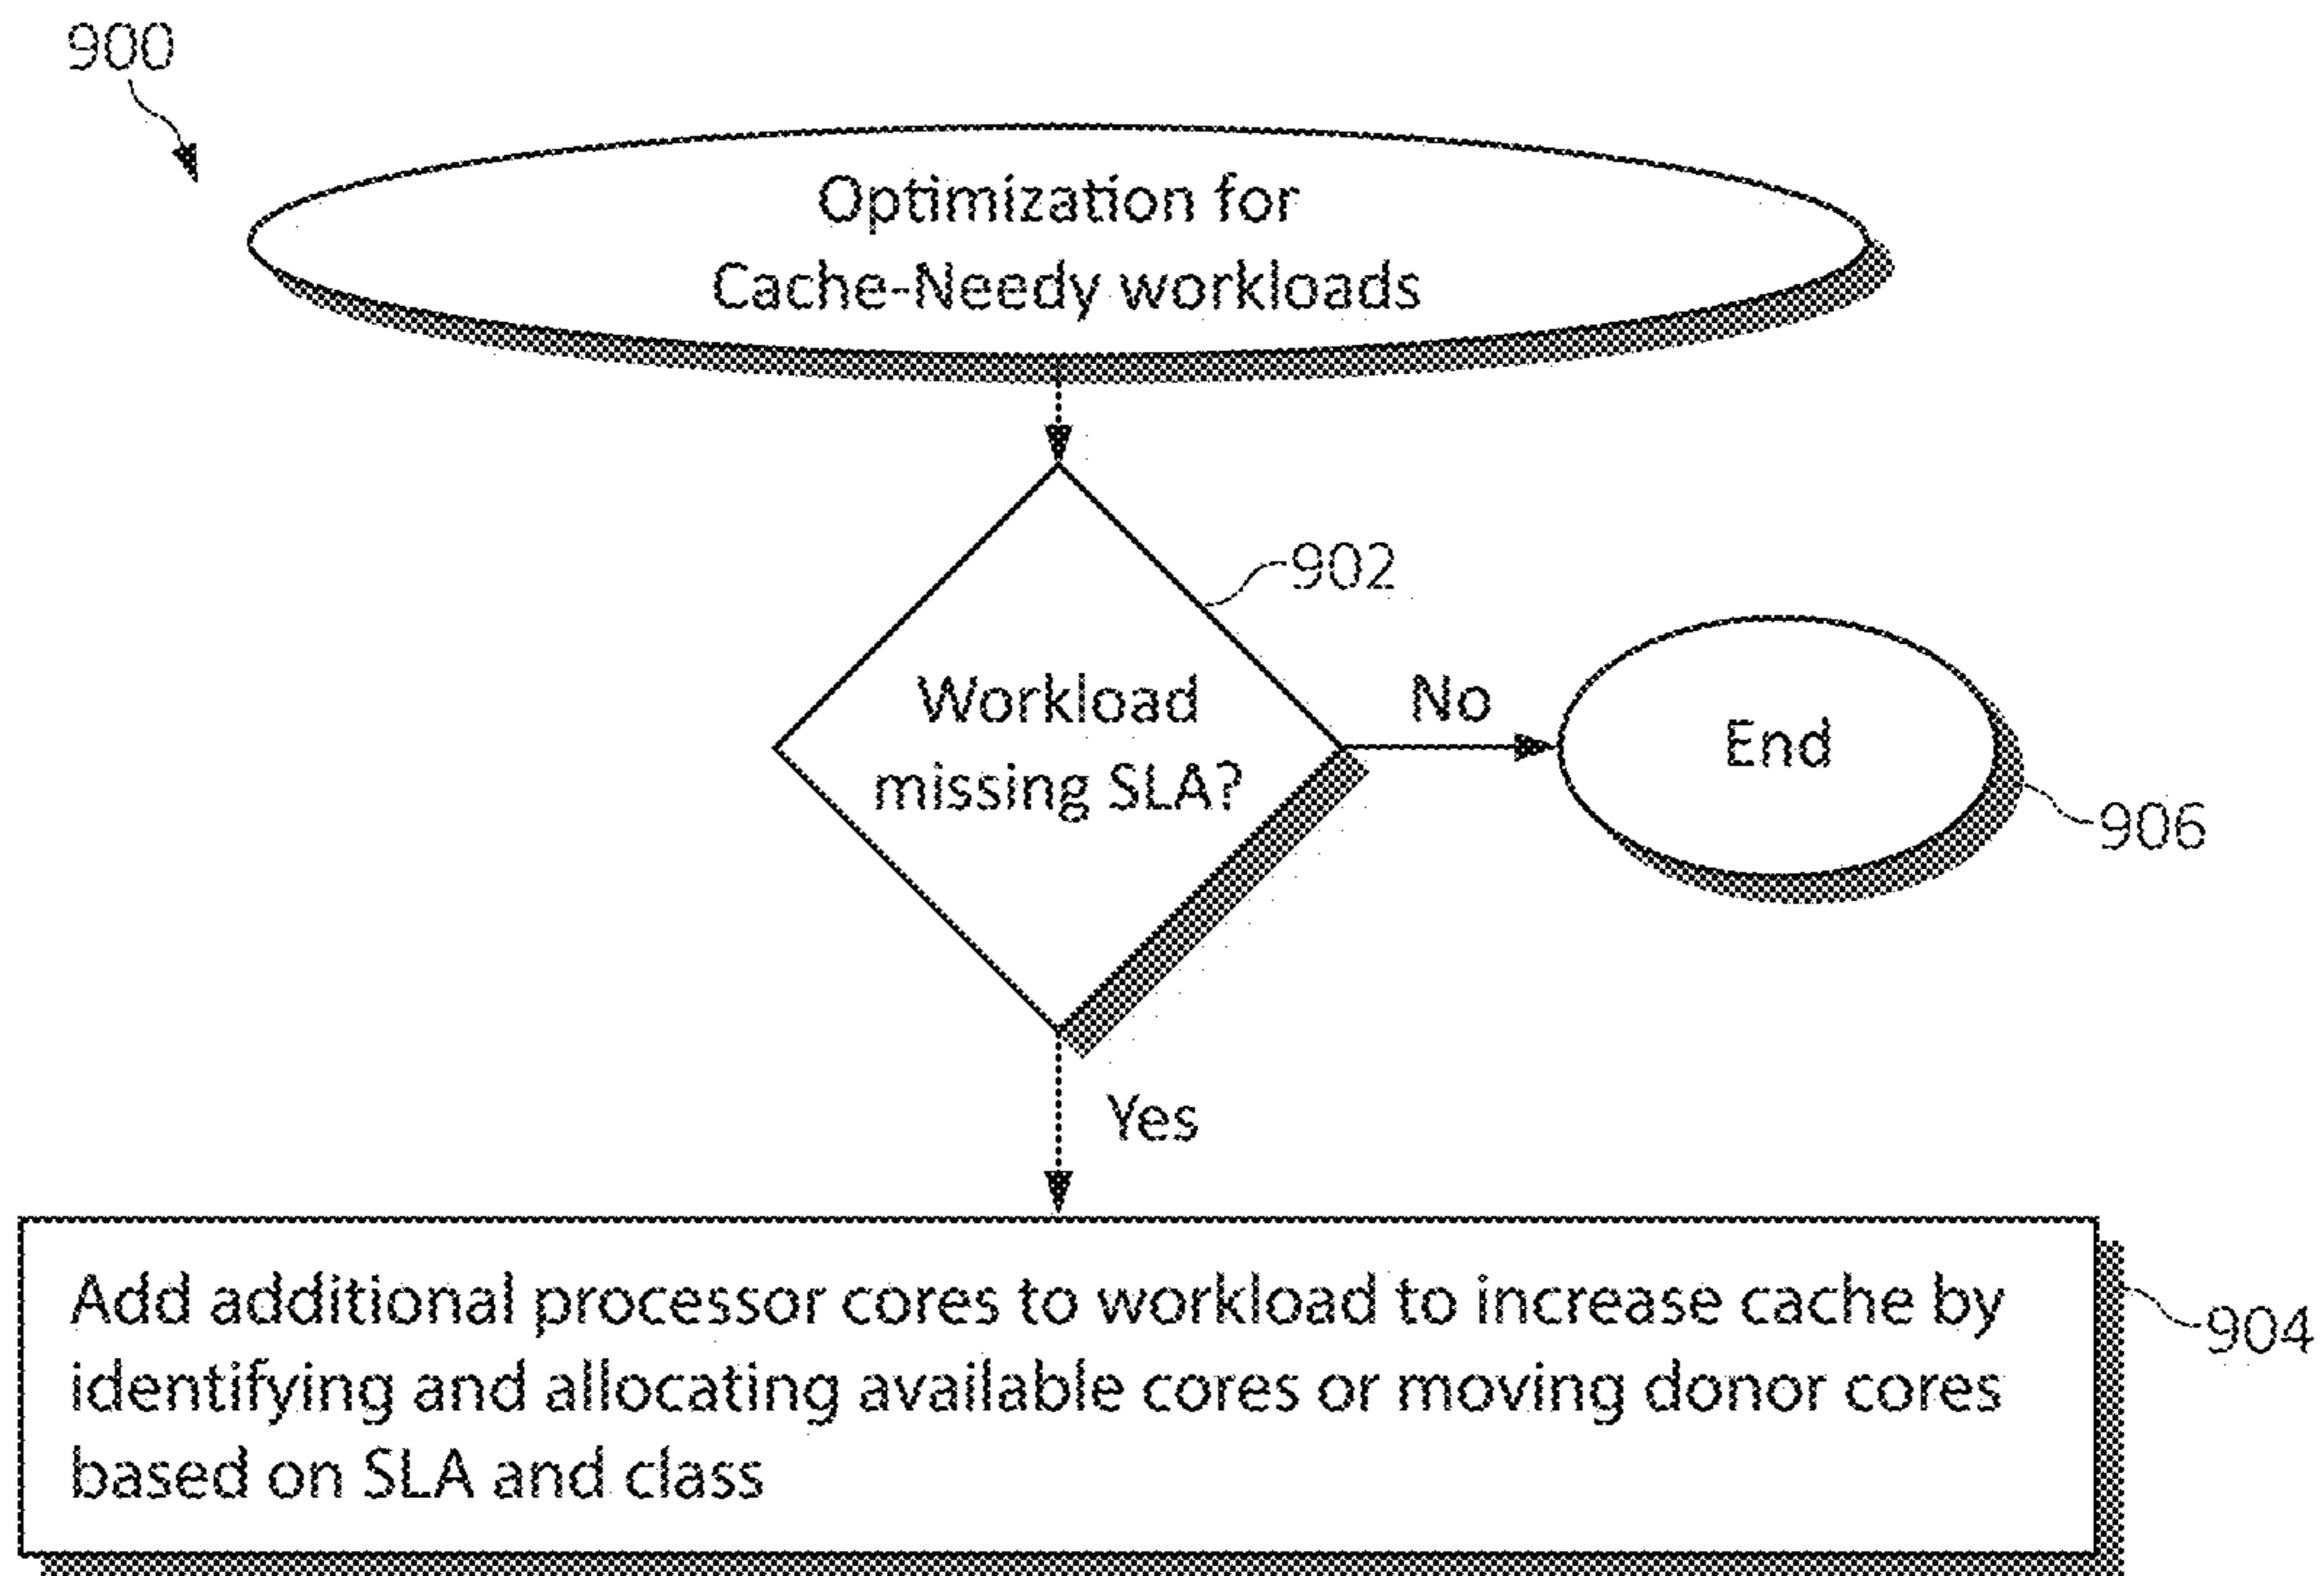 900
Optimization for
Cache-Needy workloads
902
Workload
missing SLA?
No
End
906
Yes
Add additional processor cores to workload to increase cache by
identifying and allocating available cores or moving donor cores
based on SLA and class
904